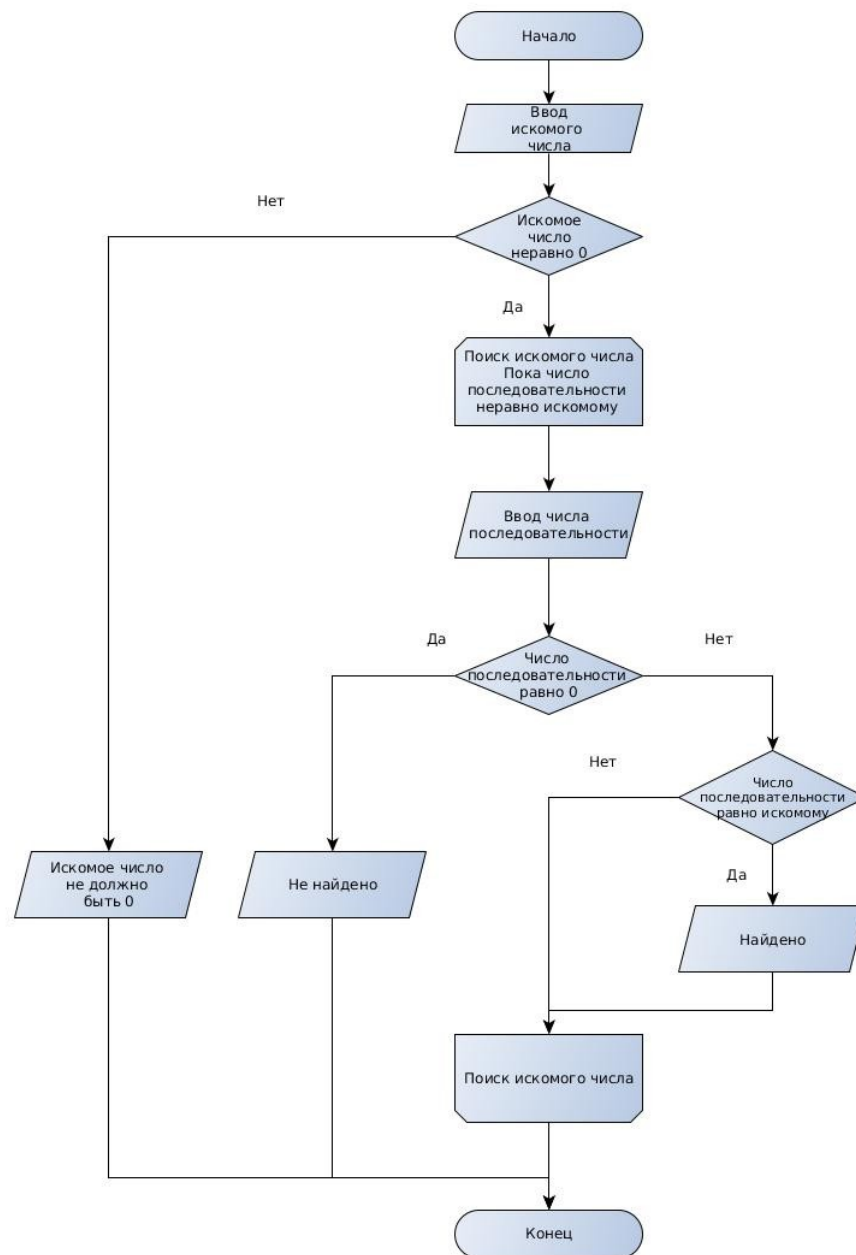 Начало
Ввод
искомого
числа
Нет
Искомое
число
неравно 0
Да
Поиск искомого числа
Пока число
последовательности
неравно искомому
Ввод числа
последовательности
Да
Нет
Число
последовательности
равно 0
Нет
Число
последовательности
равно искомому
Искомое число
не должно
быть 0
Не найдено
Да
Найдено
Поиск искомого числа
Конец